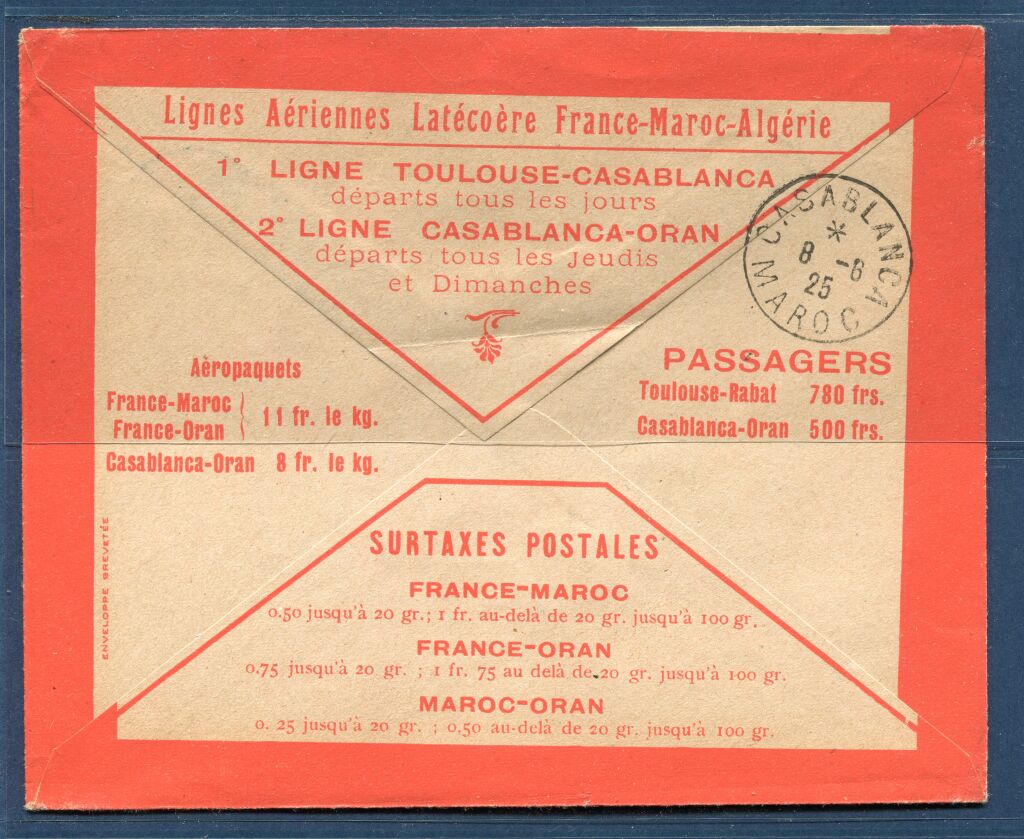 Lignes Aériennes Latécoère France-Maroc-Algérie
1° LIGNE TOULOUSE-CASABLANCA
départs tous les jours
2° LIGNE CASABLANCA-ORAN
départs tous les Jeudis
et Dimanches
CASABLANCA
*
8 -6
25
MAROC
Aèropaquets
France-Maroc
France-Oran
11 fr. le kg.
Casablanca-Oran 8 fr. le kg.
PASSAGERS
Toulouse-Rabat 780 frs.
Casablanca-Oran 500 frs.
ENVELOPPE BREVETÉE
SURTAXES POSTALES
FRANCE-MAROC
0.50 jusqu'à 20 gr.; 1 fr. au-delà de 20 gr. jusqu'à 100 gr.
FRANCE-ORAN
0.75 jusqu'à 20 gr. ; 1 fr. 75 au delà de 20 gr. jusqu'à 100 gr.
MAROC-ORAN
0. 25 jusqu'à 20 gr. ; 0.50 au-delà de 20 gr. jusqu'à 100 gr.